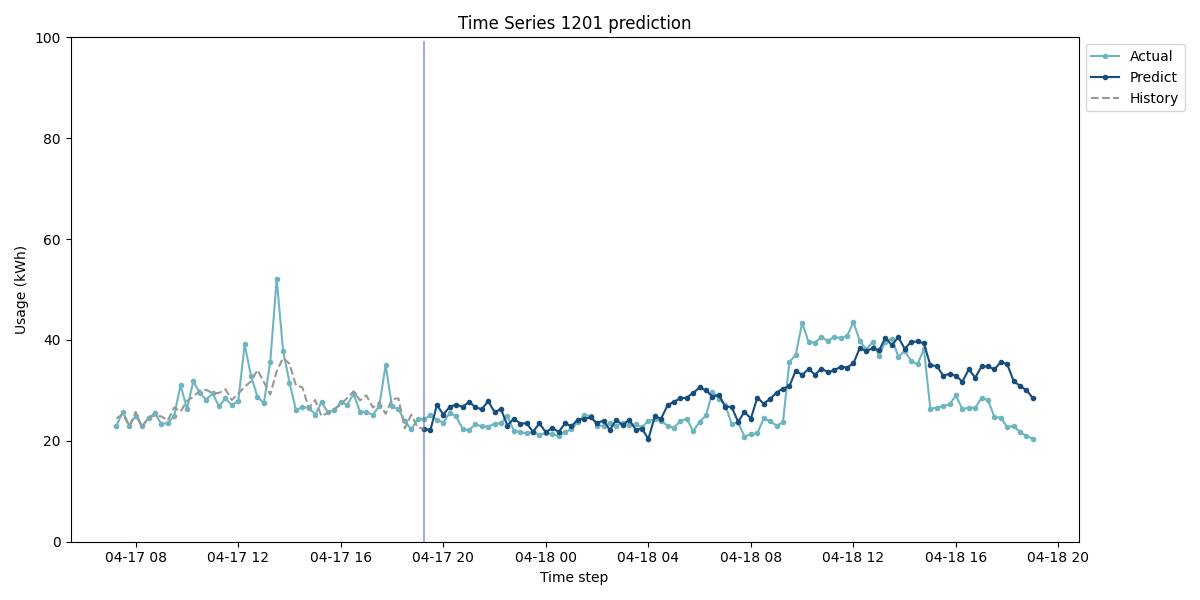 Time Series 1201 prediction
100
80
60
40
20
0
Usage (kWh)
04-17 08
04-17 12
04-17 16
04-17 20
04-18 00
04-18 04
04-18 08
04-18 12
04-18 16
04-18 20
Time step
Actual
Predict
History